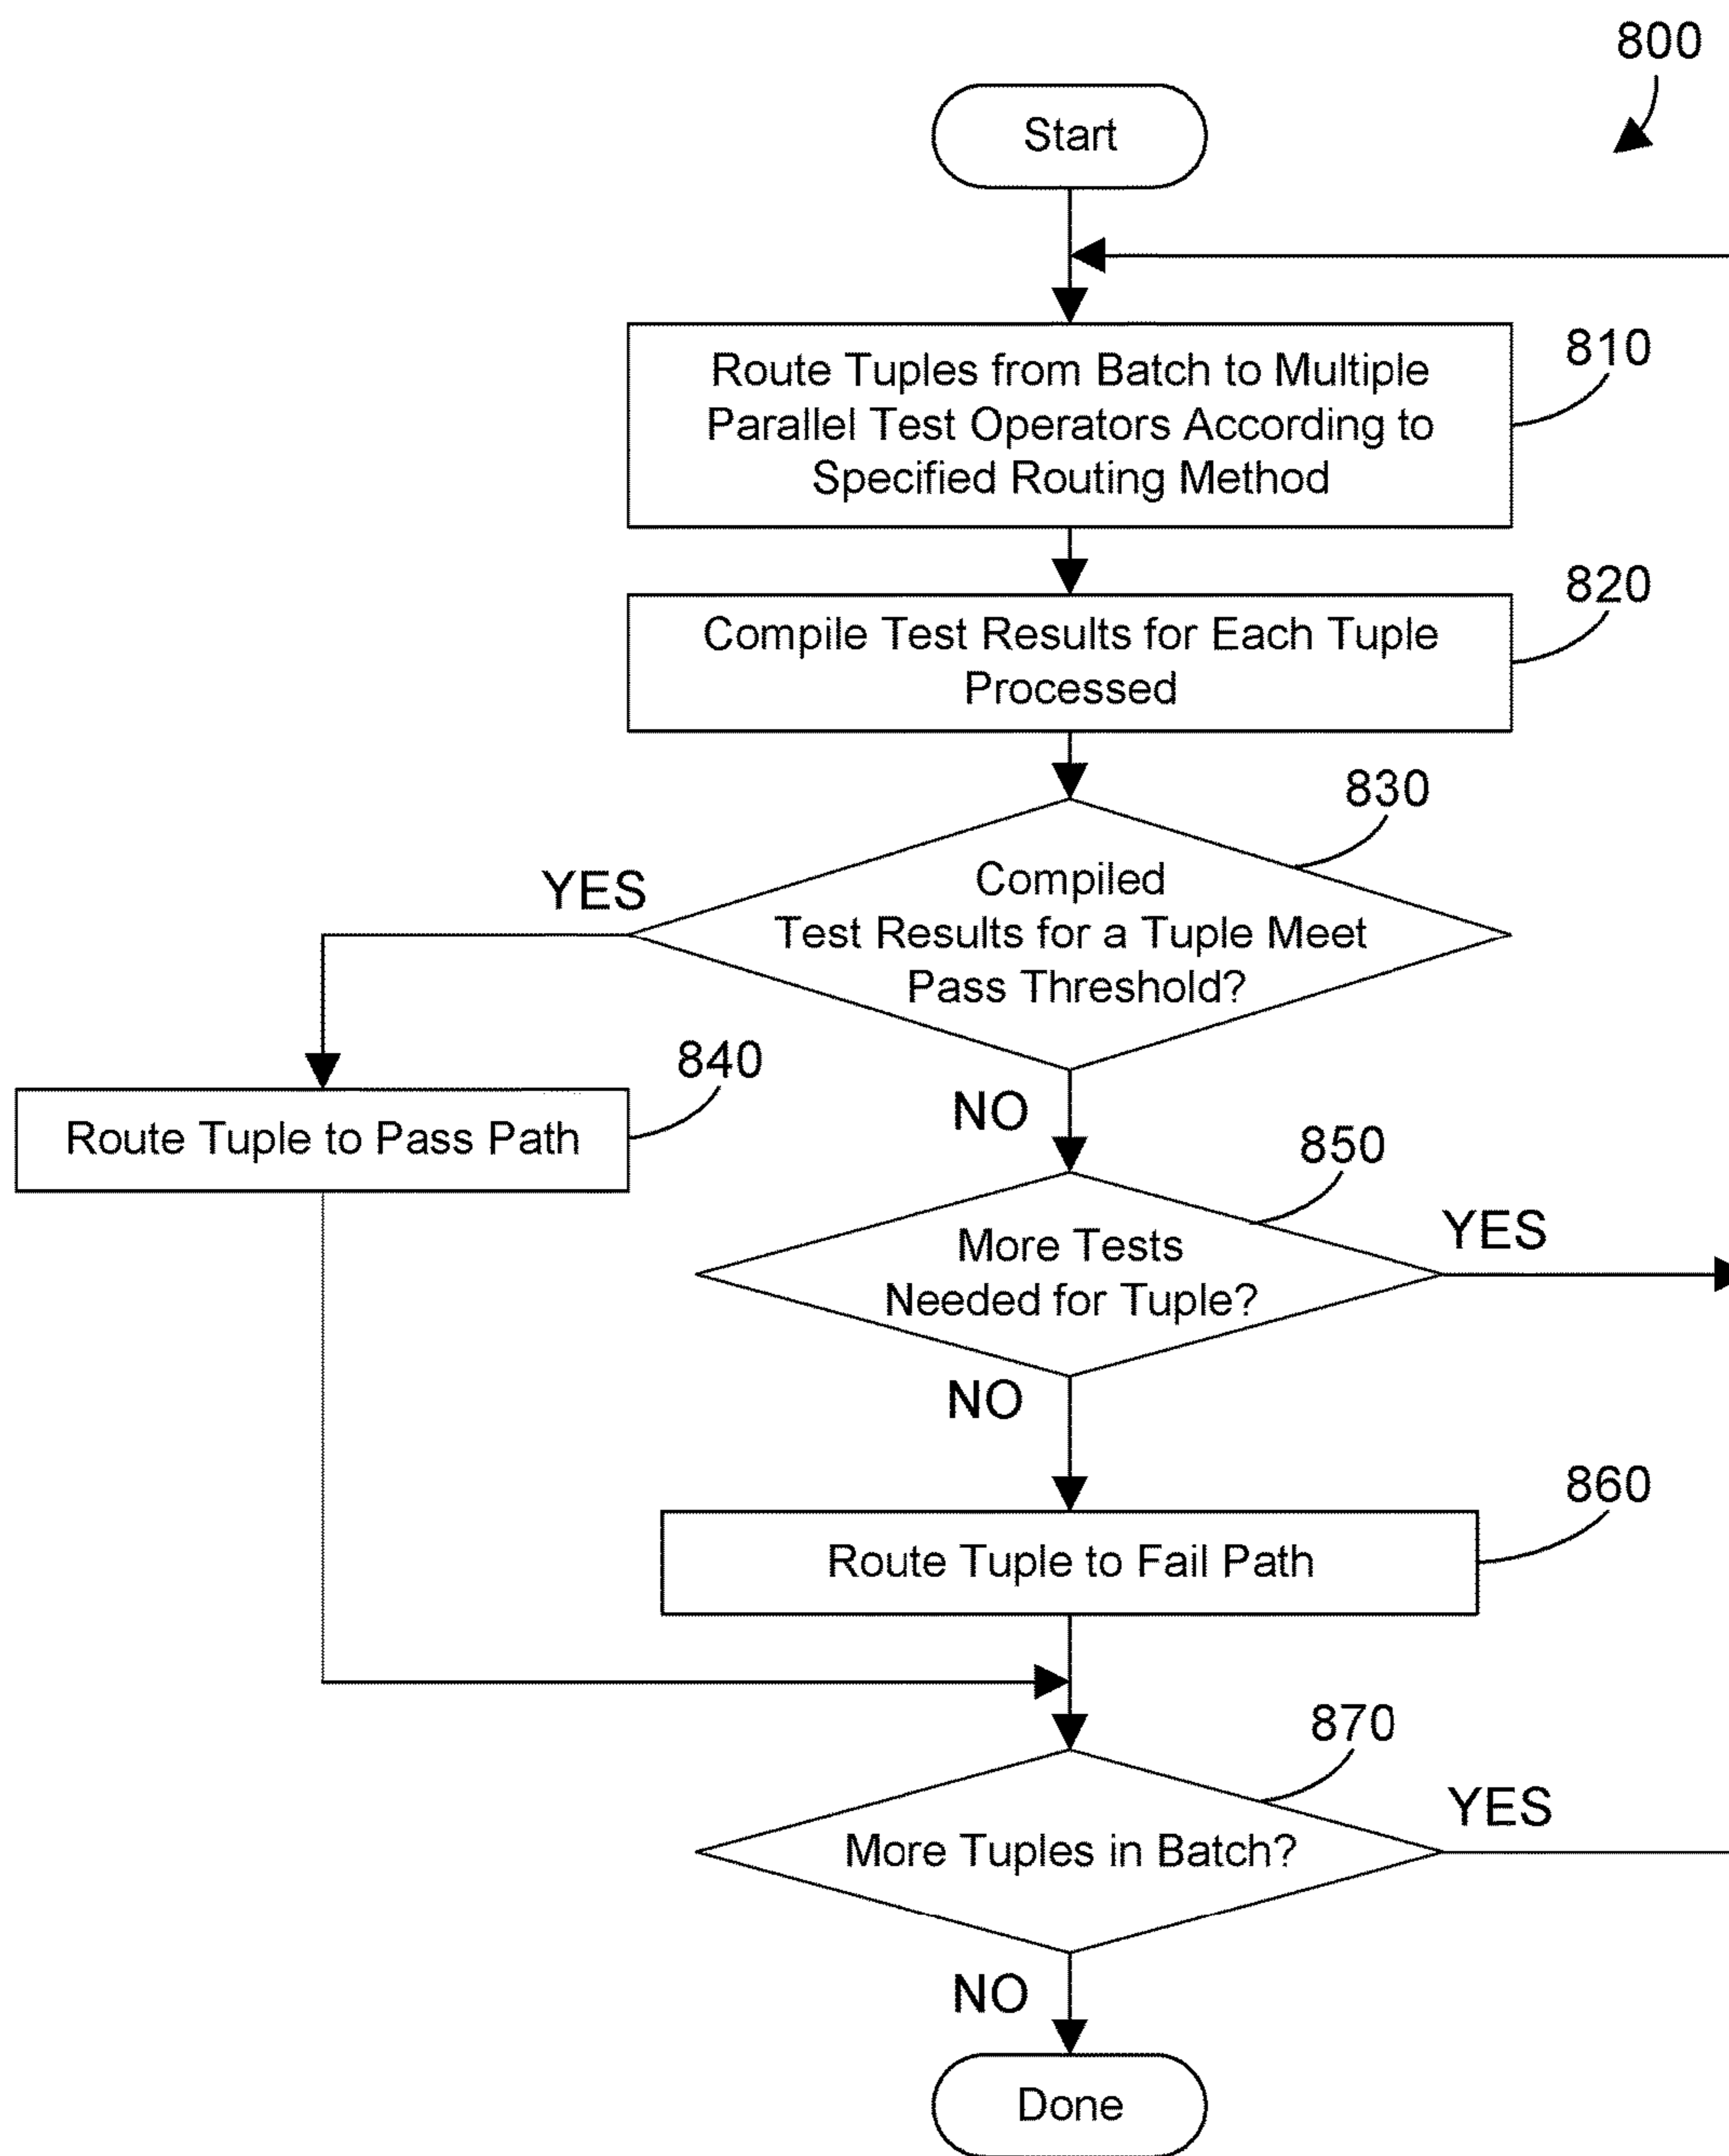 800
Start
Route Tuples from Batch to Multiple
Parallel Test Operators According to
Specified Routing Method
810
Compile Test Results for Each Tuple
Processed
820
830
Compiled
Test Results for a Tuple Meet
Pass Threshold?
YES
NO
840
Route Tuple to Pass Path
850
More Tests
Needed for Tuple?
YES
NO
860
Route Tuple to Fail Path
870
More Tuples in Batch?
YES
NO
Done